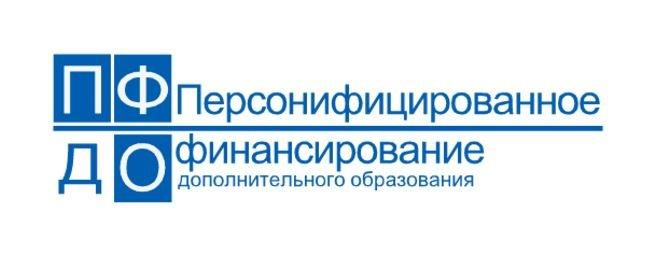 ПФ Персонифицированное
ДО финансирование
дополнительного образования